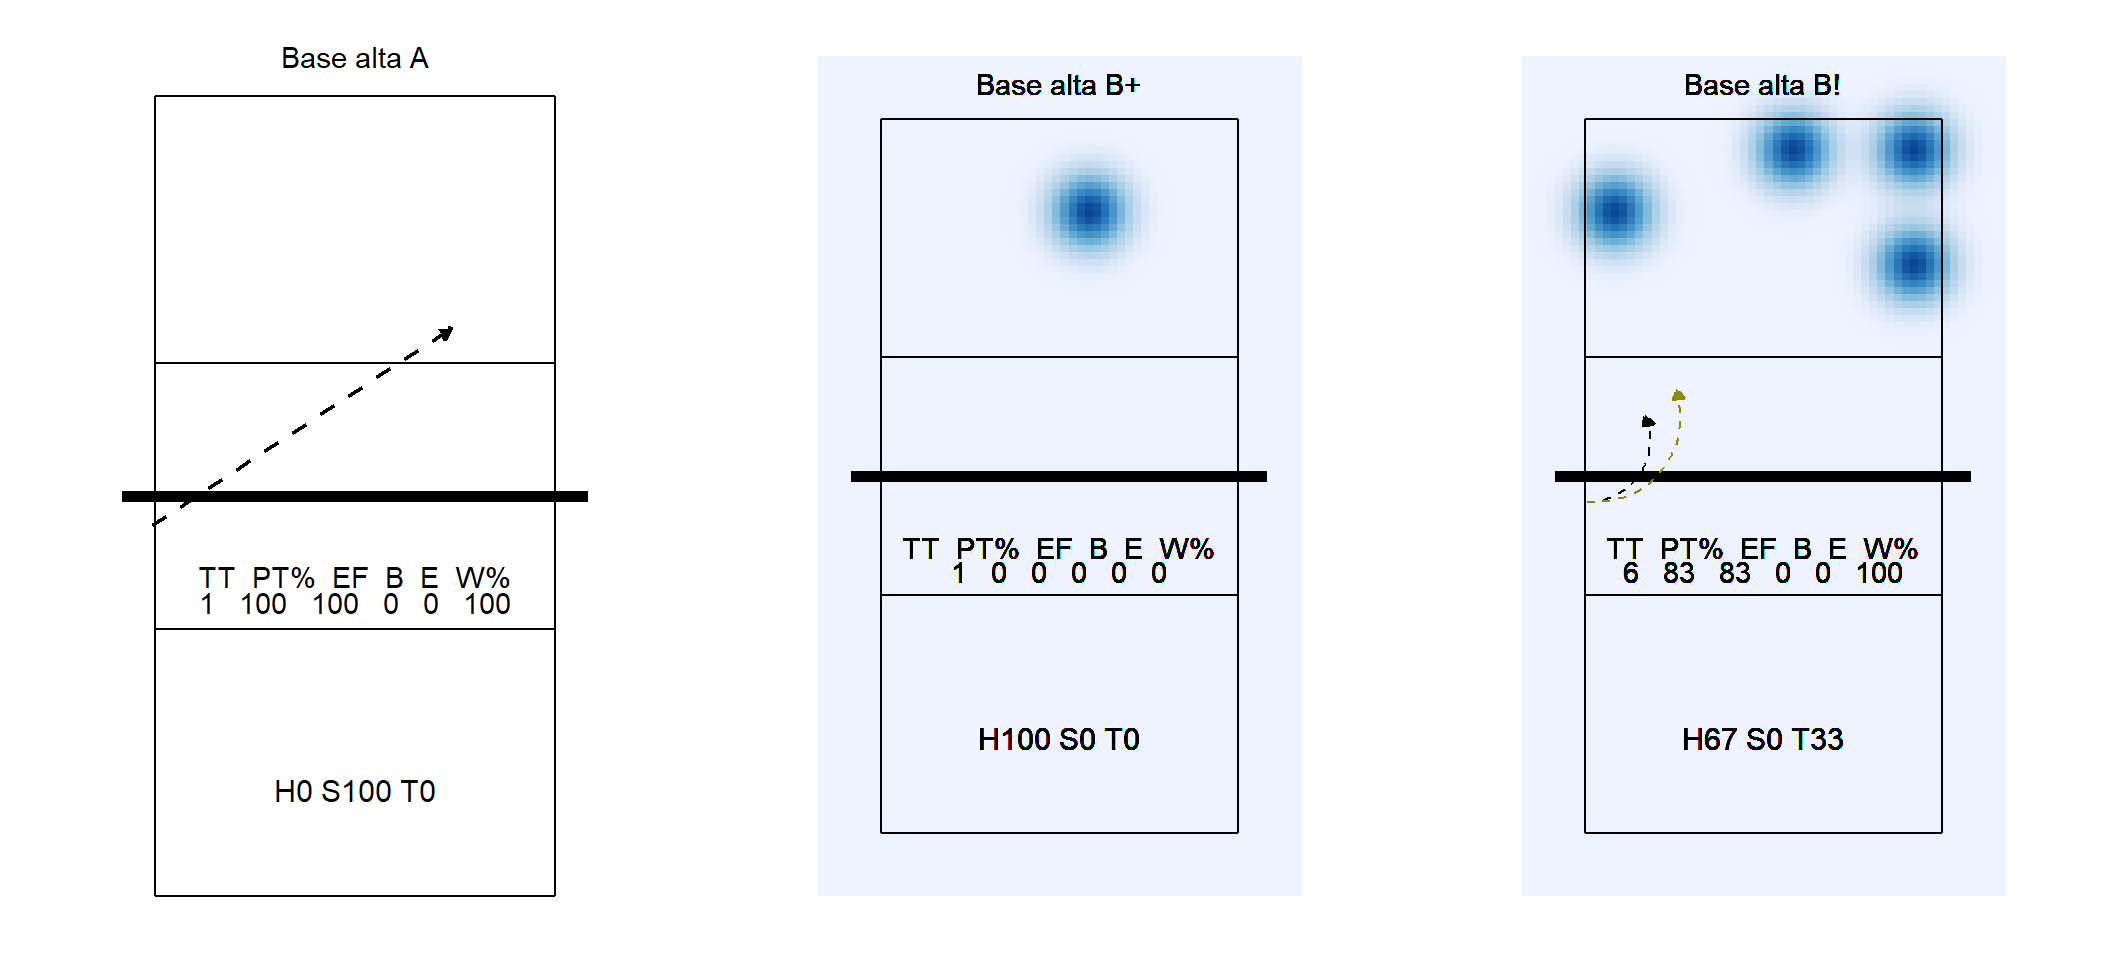 Base alta A
TT PT% EF B E W%
1 100 100 0 0 100
H0 S100 T0
Base alta B+
TT PT% EF B E W%
1 0 0 0 0 0
H100 S0 T0
Base alta B!
TT PT% EF B E W%
6 83 83 0 0 100
H67 S0 T33